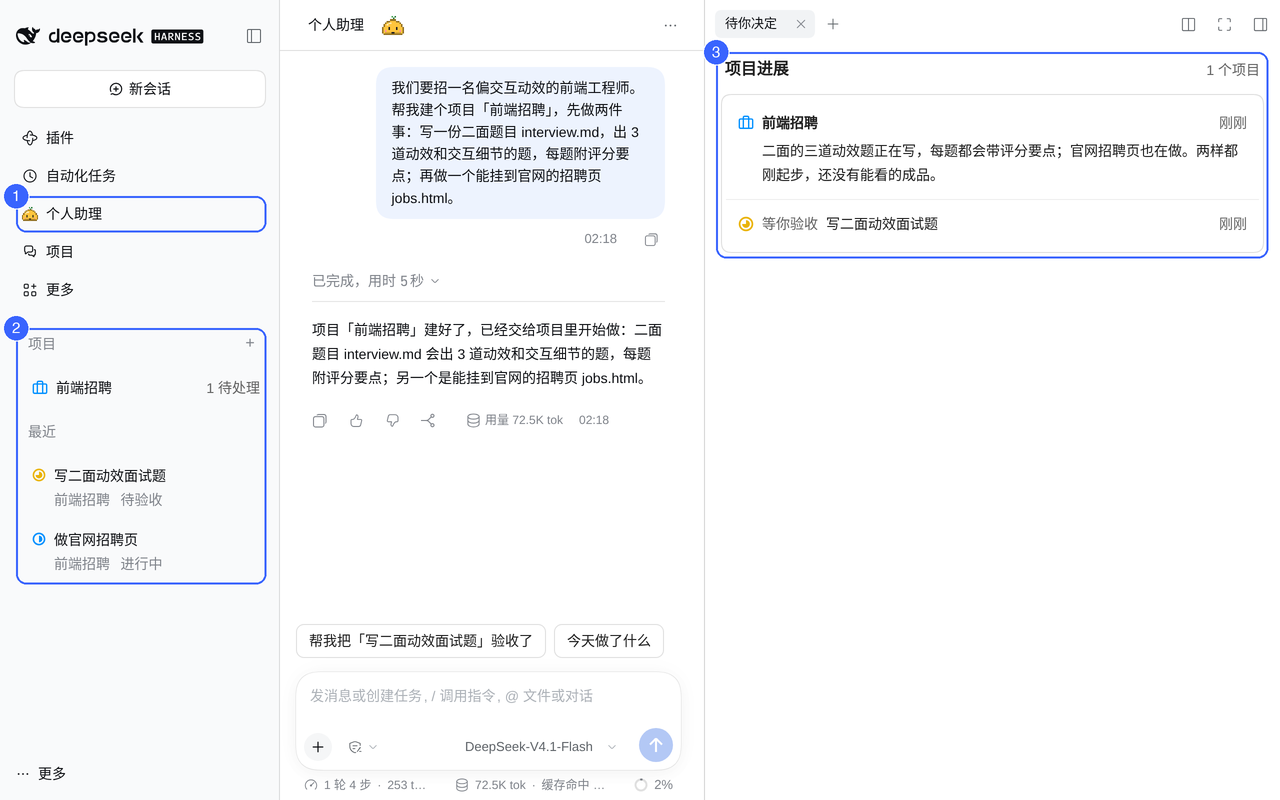 deepseek HARNESS
新会话
插件
自动化任务
1
个人助理
项目
更多
2
项目
前端招聘 1 待处理
最近
写二面动效面试题
前端招聘 待验收
做官网招聘页
前端招聘 进行中
··· 更多
个人助理 ···
我们要招一名偏交互动效的前端工程师。
帮我建个项目「前端招聘」，先做两件
事：写一份二面题目 interview.md，出 3
道动效和交互细节的题，每题附评分要
点；再做一个能挂到官网的招聘页
jobs.html。
02:18
已完成，用时 5 秒
项目「前端招聘」建好了，已经交给项目里开始做：二面
题目 interview.md 会出 3 道动效和交互细节的题，每题
附评分要点；另一个是能挂到官网的招聘页 jobs.html。
用量 72.5K tok 02:18
帮我把「写二面动效面试题」验收了 今天做了什么
发消息或创建任务, / 调用指令, @ 文件或对话
DeepSeek-V4.1-Flash
1 轮 4 步 · 253 t… 72.5K tok · 缓存命中 … 2%
待你决定
3
项目进展 1 个项目
前端招聘 刚刚
二面的三道动效题正在写，每题都会带评分要点；官网招聘页也在做。两样都
刚起步，还没有能看的成品。
等你验收 写二面动效面试题 刚刚